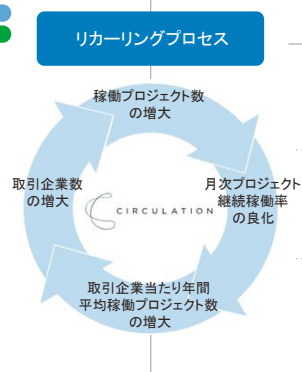 リカーリングプロセス
稼働プロジェクト数
の増大
取引企業数
の増大
月次プロジェクト
継続稼働率
の良化
CIRCULATION
取引企業当たり年間
平均稼働プロジェクト数
の増大